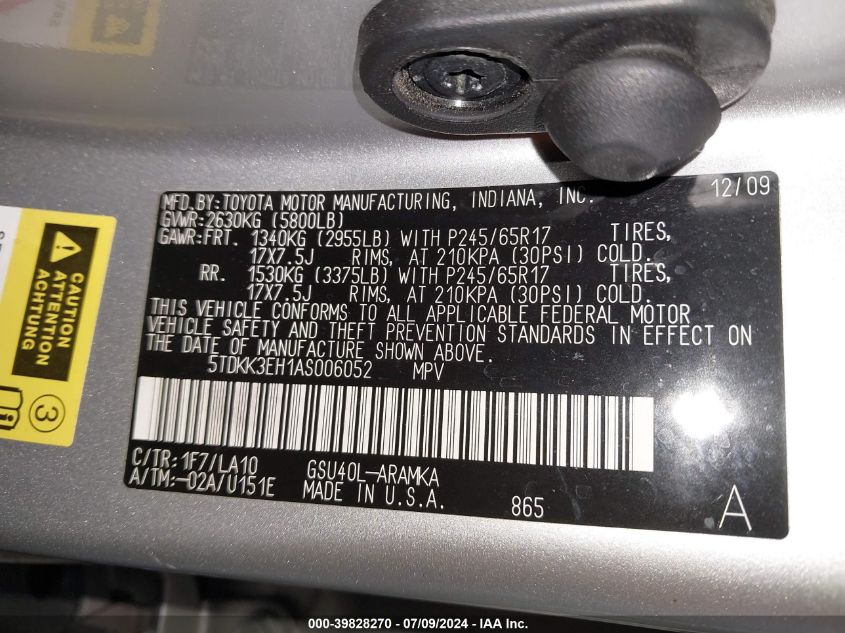 MFD. BY: TOYOTA MOTOR MANUFACTURING, INDIANA, INC. 12/09
GVWR: 2630KG (5800LB)
GAWR: FRT. 1340KG (2955LB) WITH P245/65R17 TIRES,
17X7.5J RIMS, AT 210KPA (30PSI) COLD.
RR. 1530KG (3375LB) WITH P245/65R17 TIRES,
17X7.5J RIMS, AT 210KPA (30PSI) COLD.
THIS VEHICLE CONFORMS TO ALL APPLICABLE FEDERAL MOTOR
VEHICLE SAFETY AND THEFT PREVENTION STANDARDS IN EFFECT ON
THE DATE OF MANUFACTURE SHOWN ABOVE.
5TDKK3EH1AS006052 MPV
C/TR: 1F7/LA10 GSU40L-ARAMKA
A/TM:-02A/U151E MADE IN U.S.A. 865 A
CAUTION
ATTENTION
ACHTUNG
3
000-39828270 / 07/09/2024 - IAA Inc.